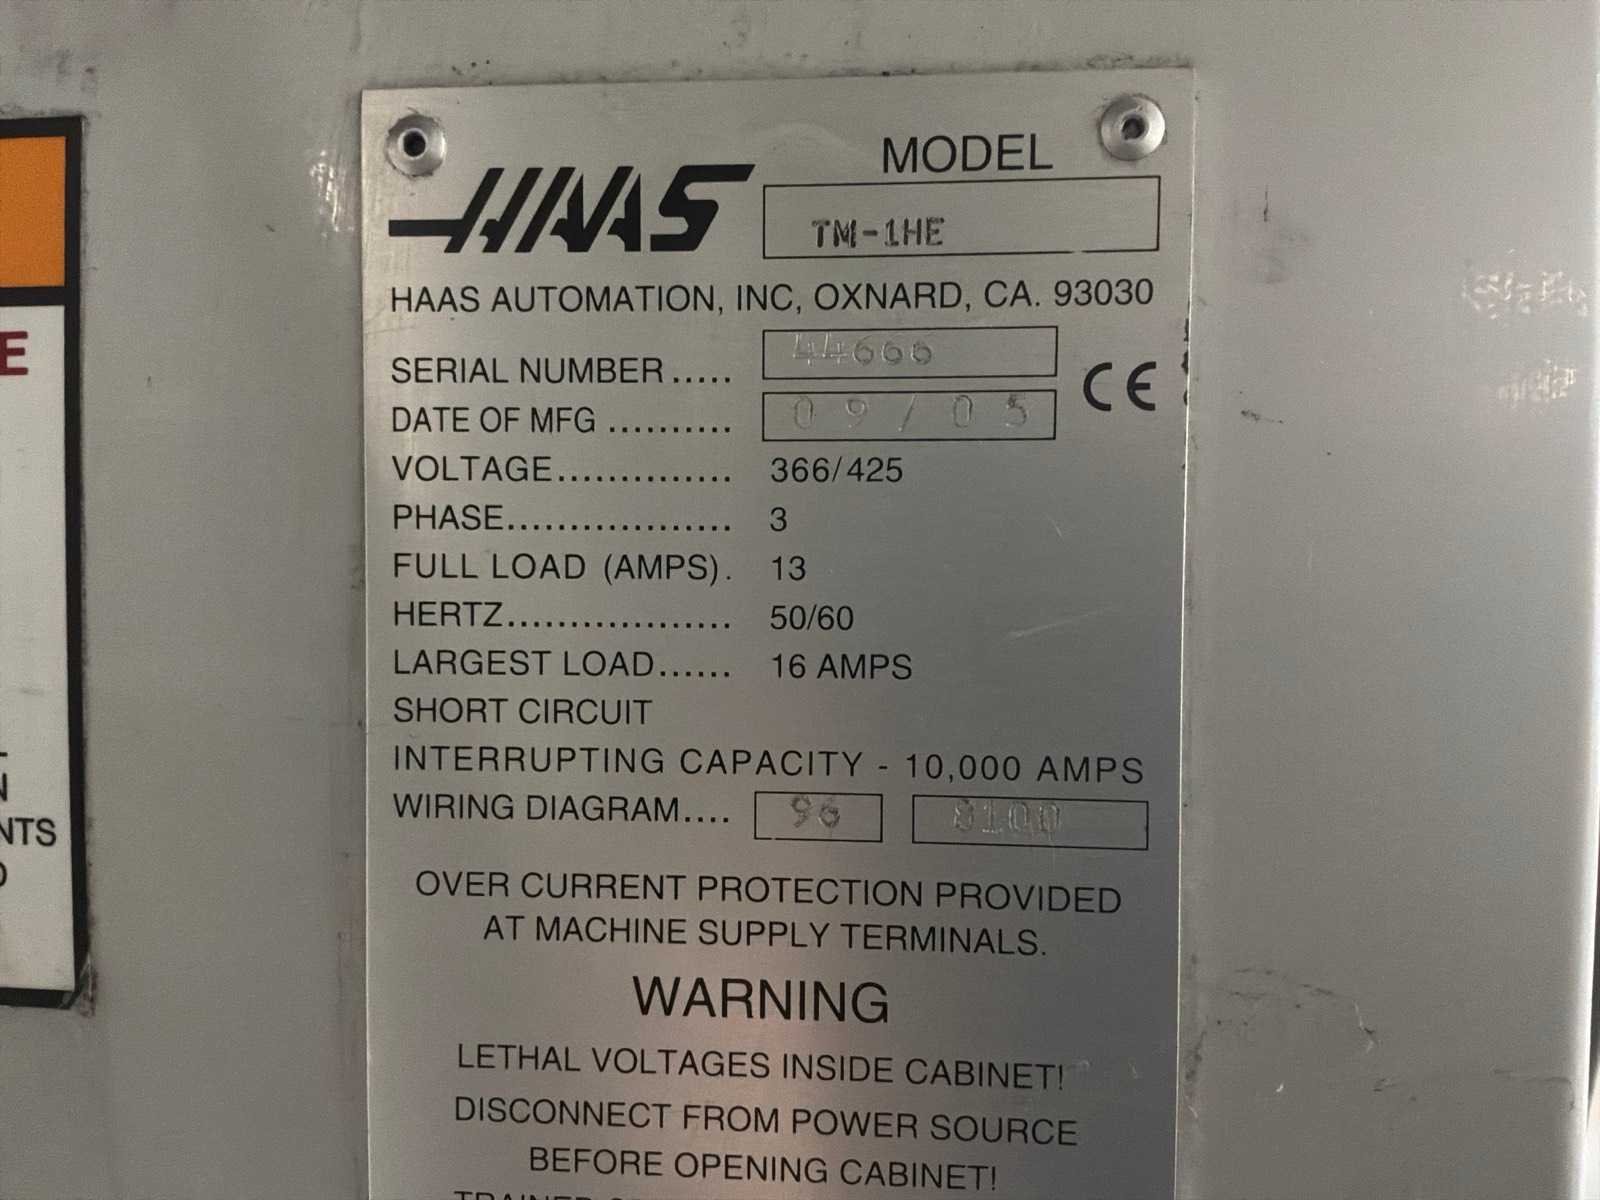 HAAS
MODEL
TM-1HE
HAAS AUTOMATION, INC, OXNARD, CA. 93030
SERIAL NUMBER ..... 44666
CE
DATE OF MFG .......... 09/05
VOLTAGE.............. 366/425
PHASE.................. 3
FULL LOAD (AMPS). 13
HERTZ.................. 50/60
LARGEST LOAD...... 16 AMPS
SHORT CIRCUIT
INTERRUPTING CAPACITY - 10,000 AMPS
WIRING DIAGRAM.... 96 8100
OVER CURRENT PROTECTION PROVIDED
AT MACHINE SUPPLY TERMINALS.
WARNING
LETHAL VOLTAGES INSIDE CABINET!
DISCONNECT FROM POWER SOURCE
BEFORE OPENING CABINET!
E
NTS